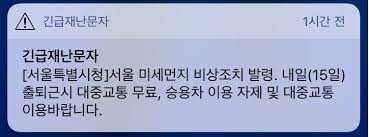 긴급재난문자 1시간 전
긴급재난문자
[서울특별시청]서울 미세먼지 비상조치 발령. 내일(15일)
출퇴근시 대중교통 무료, 승용차 이용 자제 및 대중교통
이용바랍니다.